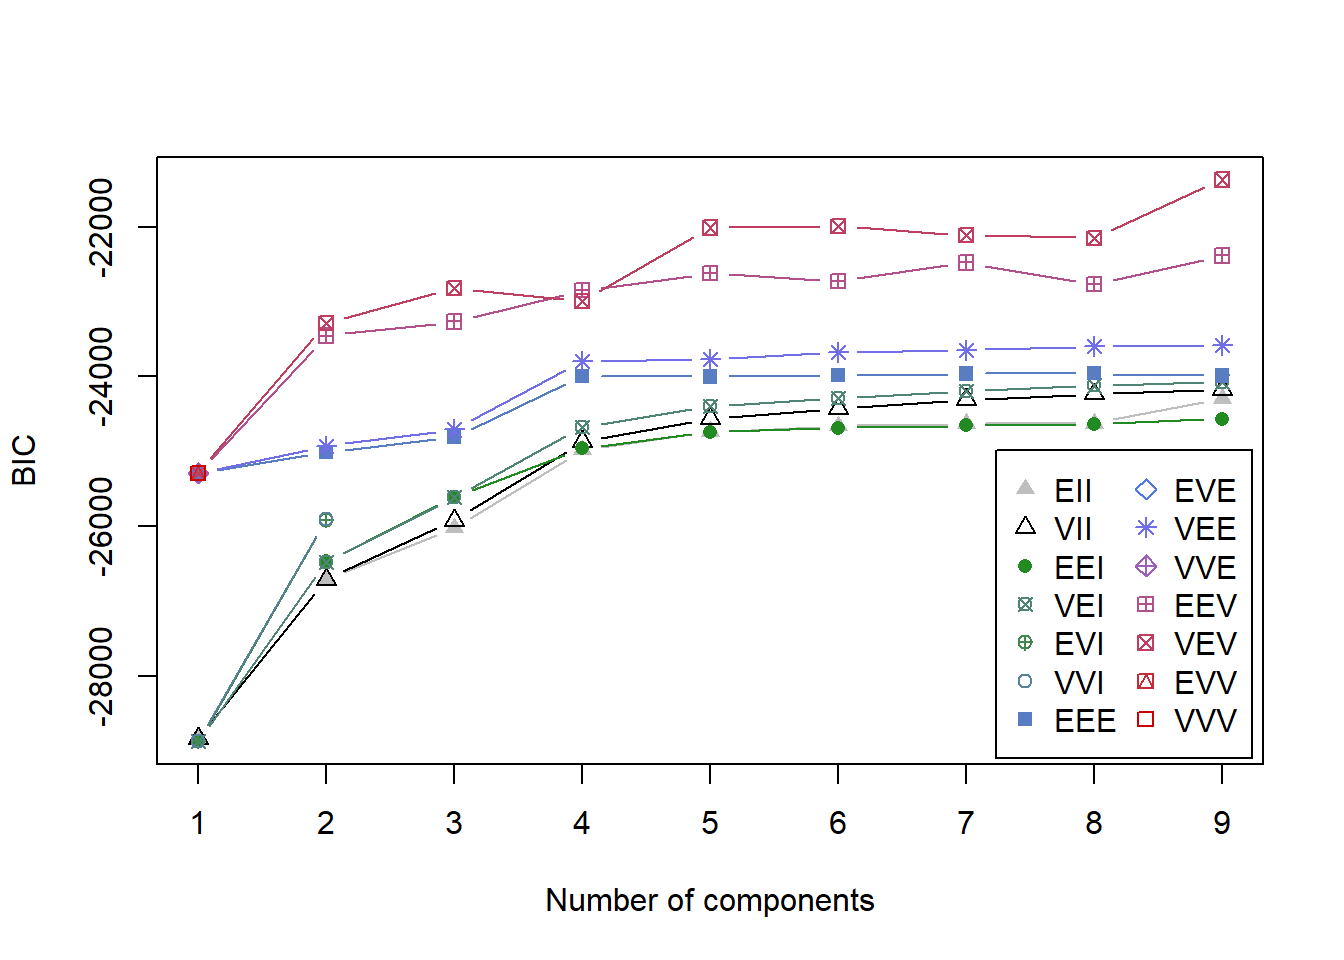 -22000
-24000
-26000
-28000
BIC
EII EVE
VII VEE
EEI VVE
VEI EEV
EVI VEV
VVI EVV
EEE VVV
1 2 3 4 5 6 7 8 9
Number of components